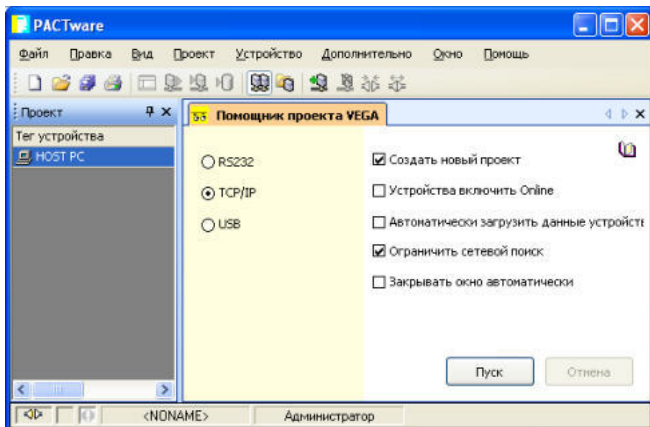 PACTware
Файл Правка Вид Проект Устройство Дополнительно Окно Помощь
Проект
Помощник проекта VEGA
Тег устройства
HOST PC
RS232
TCP/IP
USB
Создать новый проект
Устройства включить Online
Автоматически загрузить данные устройств
Ограничить сетевой поиск
Закрывать окно автоматически
Пуск
Отмена
<NONAME>
Администратор